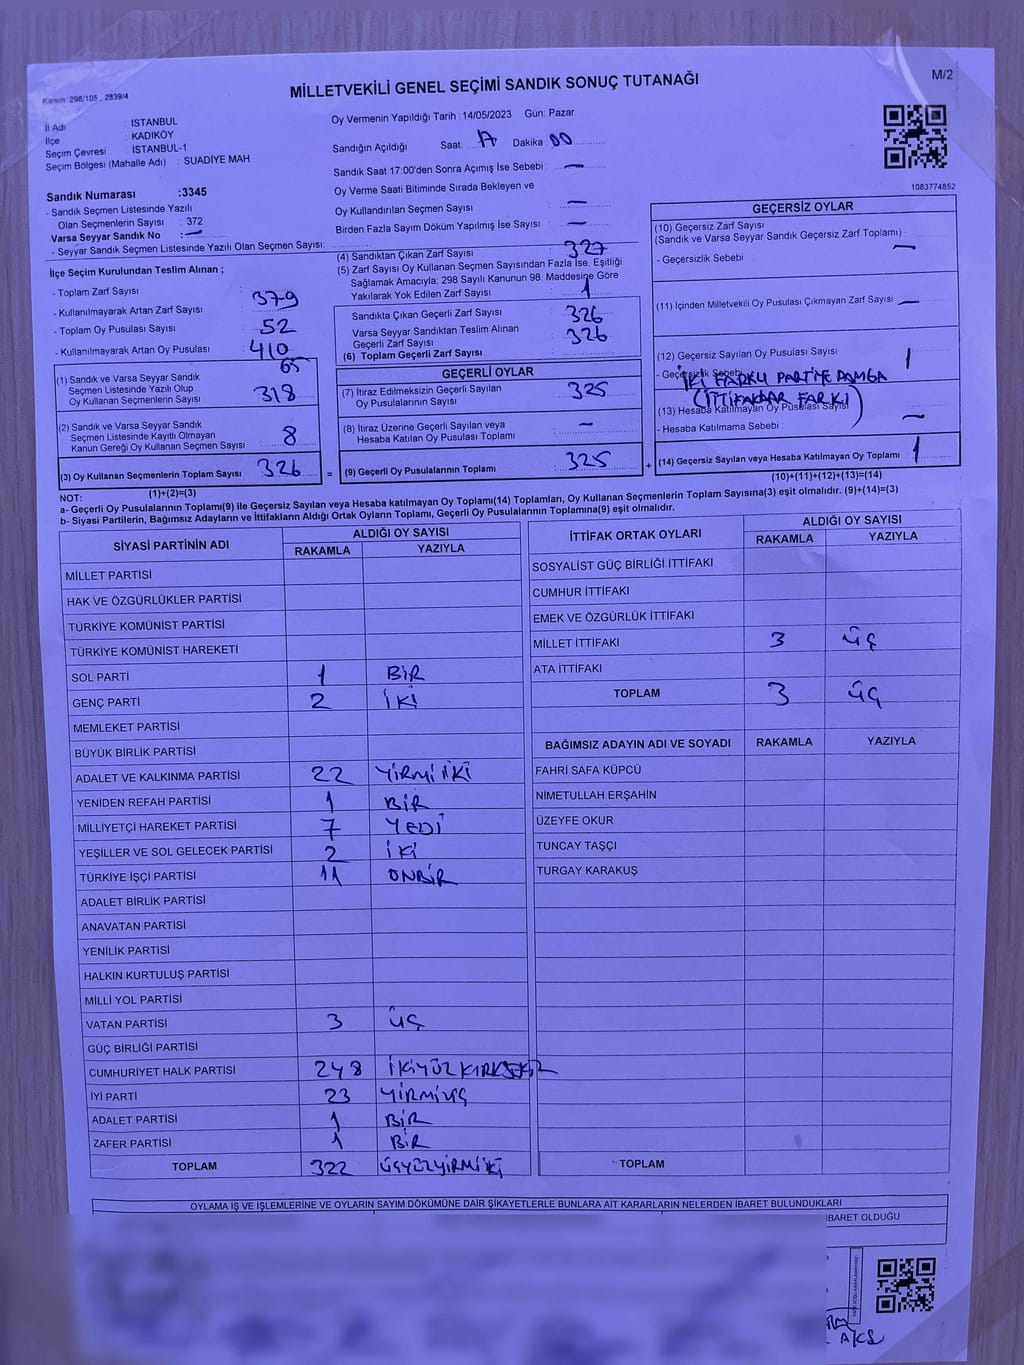 Kanun: 298/105 , 2839/4
MİLLETVEKİLİ GENEL SEÇİMİ SANDIK SONUÇ TUTANAĞI
M/2
İl Adı : İSTANBUL
İlçe : KADIKÖY
Seçim Çevresi : İSTANBUL-1
Seçim Bölgesi (Mahalle Adı) : SUADİYE MAH
Sandık Numarası :3345
- Sandık Seçmen Listesinde Yazılı
Olan Seçmenlerin Sayısı : 372
Varsa Seyyar Sandık No : —
- Seyyar Sandık Seçmen Listesinde Yazılı Olan Seçmen Sayısı:
Oy Vermenin Yapıldığı Tarih :14/05/2023 Gün: Pazar
Sandığın Açıldığı Saat: Dakika :00
Sandık Saat 17:00'den Sonra Açımış İse Sebebi : —
Oy Verme Saati Bitiminde Sırada Bekleyen ve
Oy Kullandırılan Seçmen Sayısı : —
Birden Fazla Sayım Döküm Yapılmış İse Sayısı : —
1083774852
İlçe Seçim Kurulundan Teslim Alınan ;
- Toplam Zarf Sayısı : 379
- Kullanılmayarak Artan Zarf Sayısı : 52
- Toplam Oy Pusulası Sayısı : 410
- Kullanılmayarak Artan Oy Pusulası : 65
(4) Sandıktan Çıkan Zarf Sayısı : 327
(5) Zarf Sayısı Oy Kullanan Seçmen Sayısından Fazla İse, Eşitliği
Sağlamak Amacıyla; 298 Sayılı Kanunun 98. Maddesine Göre
Yakılarak Yok Edilen Zarf Sayısı : 1
Sandıkta Çıkan Geçerli Zarf Sayısı : 326
Varsa Seyyar Sandıktan Teslim Alınan
Geçerli Zarf Sayısı : 326
(6) Toplam Geçerli Zarf Sayısı :
GEÇERSİZ OYLAR
(10) Geçersiz Zarf Sayısı
(Sandık ve Varsa Seyyar Sandık Geçersiz Zarf Toplamı) : —
- Geçersizlik Sebebi :
(11) İçinden Milletvekili Oy Pusulası Çıkmayan Zarf Sayısı : —
(12) Geçersiz Sayılan Oy Pusulası Sayısı : 1
- Geçersizlik Sebebi
İKİ FARKLI PARTİYE DAMGA
(İTTİFAKLAR FARKI)
(13) Hesaba Katılmayan Oy Pusulası Sayısı : —
- Hesaba Katılmama Sebebi :
(14) Geçersiz Sayılan veya Hesaba Katılmayan Oy Toplamı : 1
(10)+(11)+(12)+(13)=(14)
(1) Sandık ve Varsa Seyyar Sandık
Seçmen Listesinde Yazılı Olup
Oy Kullanan Seçmenlerin Sayısı : 318
(2) Sandık ve Varsa Seyyar Sandık
Seçmen Listesinde Kayıtlı Olmayan
Kanun Gereği Oy Kullanan Seçmen Sayısı : 8
(3) Oy Kullanan Seçmenlerin Toplam Sayısı : 326 =
(1)+(2)=(3)
GEÇERLİ OYLAR
(7) İtiraz Edilmeksizin Geçerli Sayılan
Oy Pusulalarının Sayısı : 325
(8) İtiraz Üzerine Geçerli Sayılan veya
Hesaba Katılan Oy Pusulası Toplamı : —
(9) Geçerli Oy Pusulalarının Toplamı : 325 +
NOT:
a- Geçerli Oy Pusulalarının Toplamı(9) ile Geçersiz Sayılan veya Hesaba katılmayan Oy Toplamı(14) Toplamları, Oy Kullanan Seçmenlerin Toplam Sayısına(3) eşit olmalıdır. (9)+(14)=(3)
b- Siyasi Partilerin, Bağımsız Adayların ve İttifakların Aldığı Ortak Oyların Toplamı, Geçerli Oy Pusulalarının Toplamına(9) eşit olmalıdır.
SİYASİ PARTİNİN ADI ALDIĞI OY SAYISI
RAKAMLA YAZIYLA
MİLLET PARTİSİ
HAK VE ÖZGÜRLÜKLER PARTİSİ
TÜRKİYE KOMÜNİST PARTİSİ
TÜRKİYE KOMÜNİST HAREKETİ
SOL PARTİ 1 BİR
GENÇ PARTİ 2 İKİ
MEMLEKET PARTİSİ
BÜYÜK BİRLİK PARTİSİ
ADALET VE KALKINMA PARTİSİ 22 YİRMİ İKİ
YENİDEN REFAH PARTİSİ 1 BİR
MİLLİYETÇİ HAREKET PARTİSİ 7 YEDİ
YEŞİLLER VE SOL GELECEK PARTİSİ 2 İKİ
TÜRKİYE İŞÇİ PARTİSİ 11 ONBİR
ADALET BİRLİK PARTİSİ
ANAVATAN PARTİSİ
YENİLİK PARTİSİ
HALKIN KURTULUŞ PARTİSİ
MİLLİ YOL PARTİSİ
VATAN PARTİSİ 3 ÜÇ
GÜÇ BİRLİĞİ PARTİSİ
CUMHURİYET HALK PARTİSİ 248 İKİYÜZKIRKSEKİZ
İYİ PARTİ 23 YİRMİÜÇ
ADALET PARTİSİ 1 BİR
ZAFER PARTİSİ 1 BİR
TOPLAM 322 ÜÇYÜZYİRMİİKİ
İTTİFAK ORTAK OYLARI ALDIĞI OY SAYISI
RAKAMLA YAZIYLA
SOSYALİST GÜÇ BİRLİĞİ İTTİFAKI
CUMHUR İTTİFAKI
EMEK VE ÖZGÜRLÜK İTTİFAKI
MİLLET İTTİFAKI 3 ÜÇ
ATA İTTİFAKI
TOPLAM 3 ÜÇ
BAĞIMSIZ ADAYIN ADI VE SOYADI RAKAMLA YAZIYLA
FAHRİ SAFA KÜPCÜ
NİMETULLAH ERŞAHİN
ÜZEYFE OKUR
TUNCAY TAŞÇI
TURGAY KARAKUŞ
TOPLAM
OYLAMA İŞ VE İŞLEMLERİNE VE OYLARIN SAYIM DÖKÜMÜNE DAİR ŞİKAYETLERLE BUNLARA AİT KARARLARIN NELERDEN İBARET BULUNDUKLARI
İBARET OLDUĞU